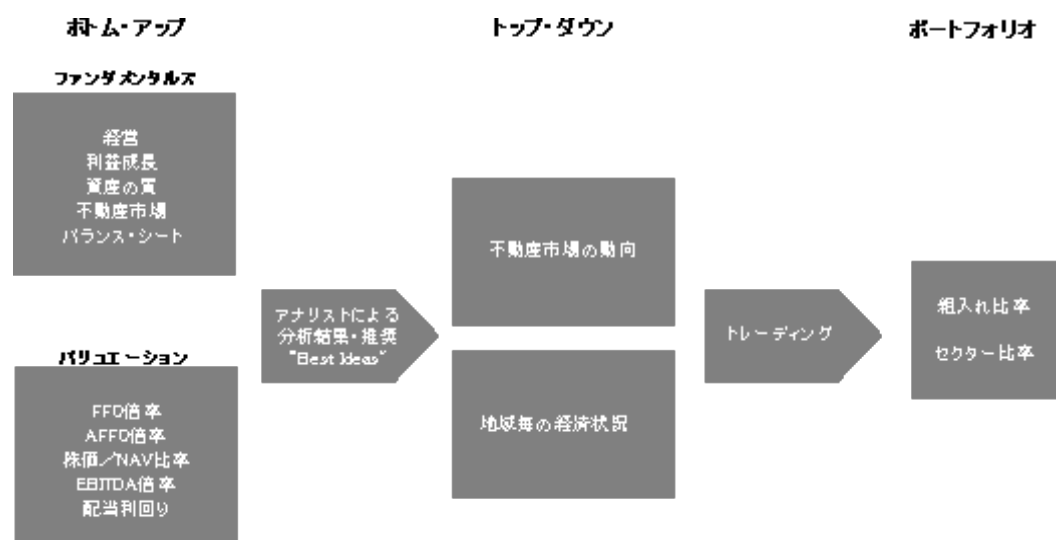 ボトム・アップ
トップ・ダウン
ポートフォリオ
ファンダメンタルズ
経営
利益成長
資産の質
不動産市場
バランス・シート
バリュエーション
FFO倍率
AFFO倍率
株価／NAV比率
EBITDA倍率
配当利回り
アナリストによる
分析結果・推奨
"Best Ideas"
不動産市場の動向
地域毎の経済状況
トレーディング
組入れ比率
セクター比率